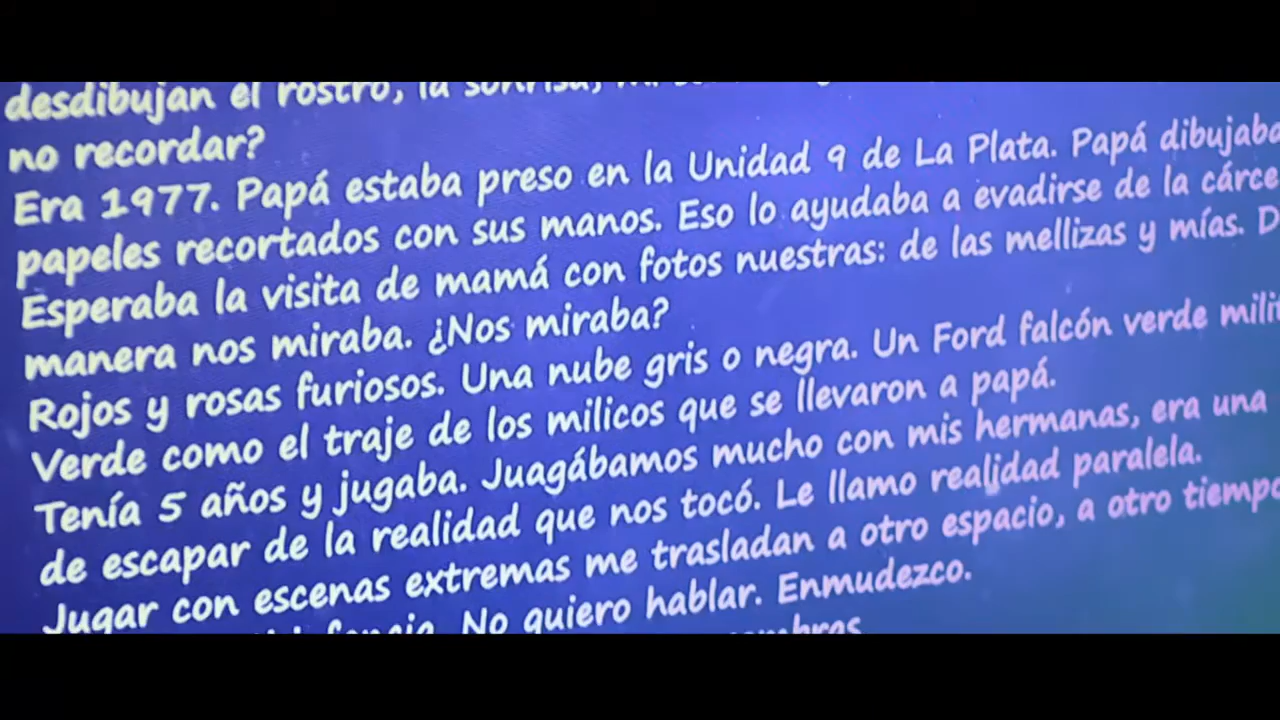 desdibujan el rostro, la sonrisa,
no recordar?
Era 1977. Papá estaba preso en la Unidad 9 de La Plata. Papá dibujaba
papeles recortados con sus manos. Eso lo ayudaba a evadirse de la
Esperaba la visita de mamá con fotos nuestras: de las mellizas y mías.
manera nos miraba. ¿Nos miraba?
Rojos y rosas furiosos. Una nube gris o negra. Un Ford falcón verde
Verde como el traje de los milicos que se llevaron a papá.
Tenía 5 años y jugaba. Juagábamos mucho con mis hermanas, era una
de escapar de la realidad que nos tocó. Le llamo realidad paralela.
Jugar con escenas extremas me trasladan a otro espacio, a otro tiempo
No quiero hablar. Enmudezco.